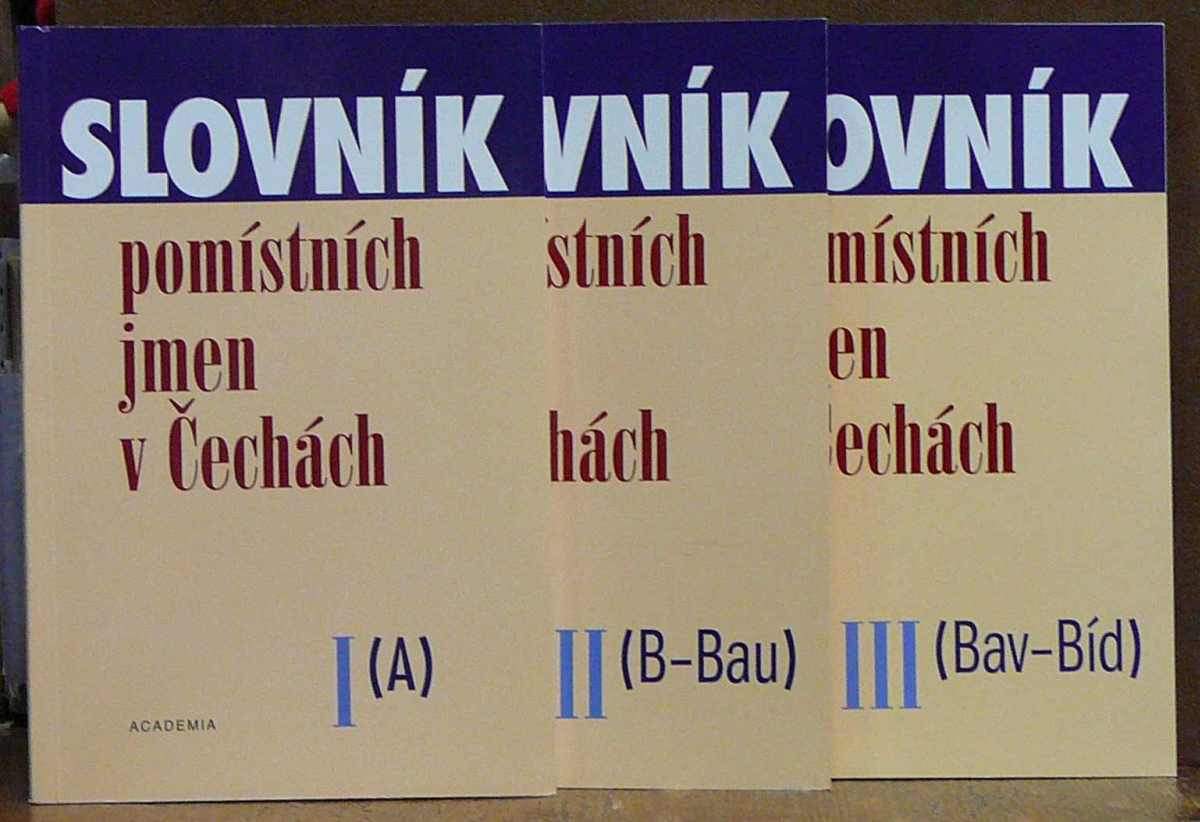 SLOVNÍK
pomístních
jmen
v Čechách
I (A)
ACADEMIA
VNÍK
stních
hách
II (B–Bau)
OVNÍK
místních
en
echách
III (Bav–Bíd)